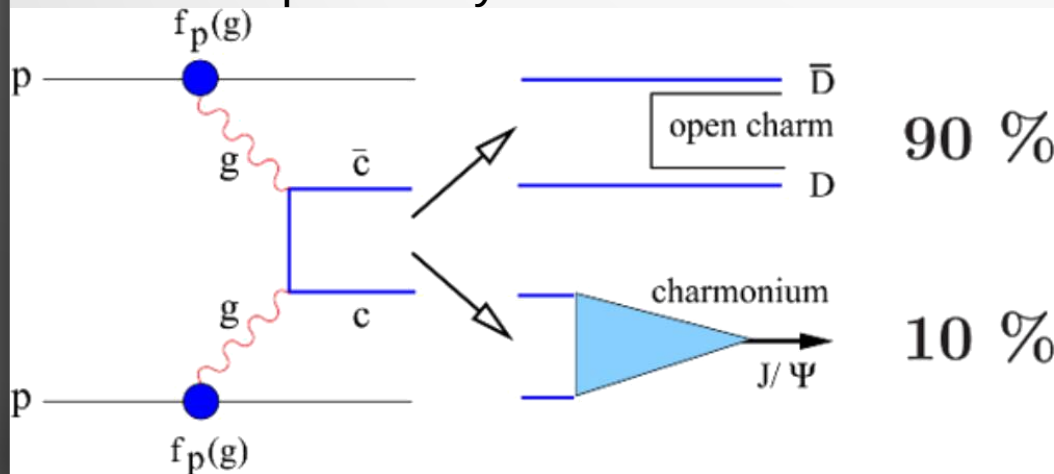 f_p(g)
p
g
c̄
g
c
p
f_p(g)
D̄
open charm
D
90 %
charmonium
J/Ψ
10 %